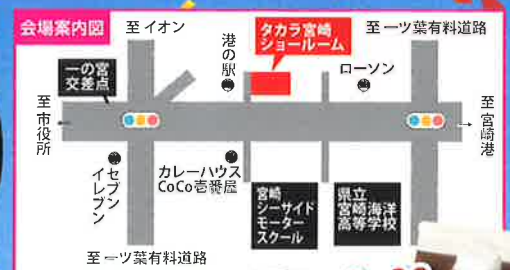 会場案内図
至 イオン
港の駅
タカラ宮崎
ショールーム
至 一ツ葉有料道路
一の宮
交差点
ローソン
至 市役所
至 宮崎港
セブン
イレブン
カレーハウス
CoCo壱番屋
宮崎
シーサイド
モーター
スクール
県立
宮崎海洋
高等学校
至 一ツ葉有料道路